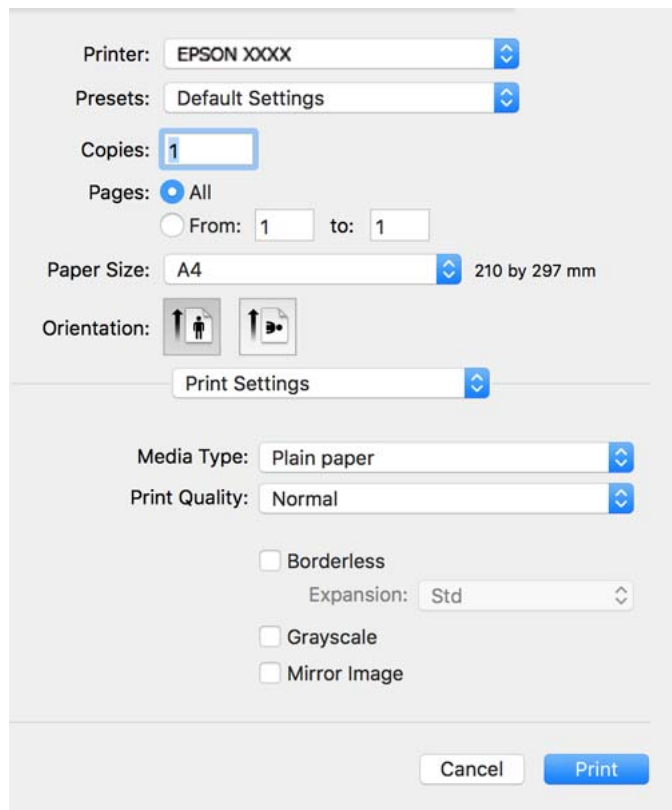 Printer: EPSON XXXX
Presets: Default Settings
Copies: 1
Pages: All
From: 1 to: 1
Paper Size: A4 210 by 297 mm
Orientation:
Print Settings
Media Type: Plain paper
Print Quality: Normal
Borderless
Expansion: Std
Grayscale
Mirror Image
Cancel Print